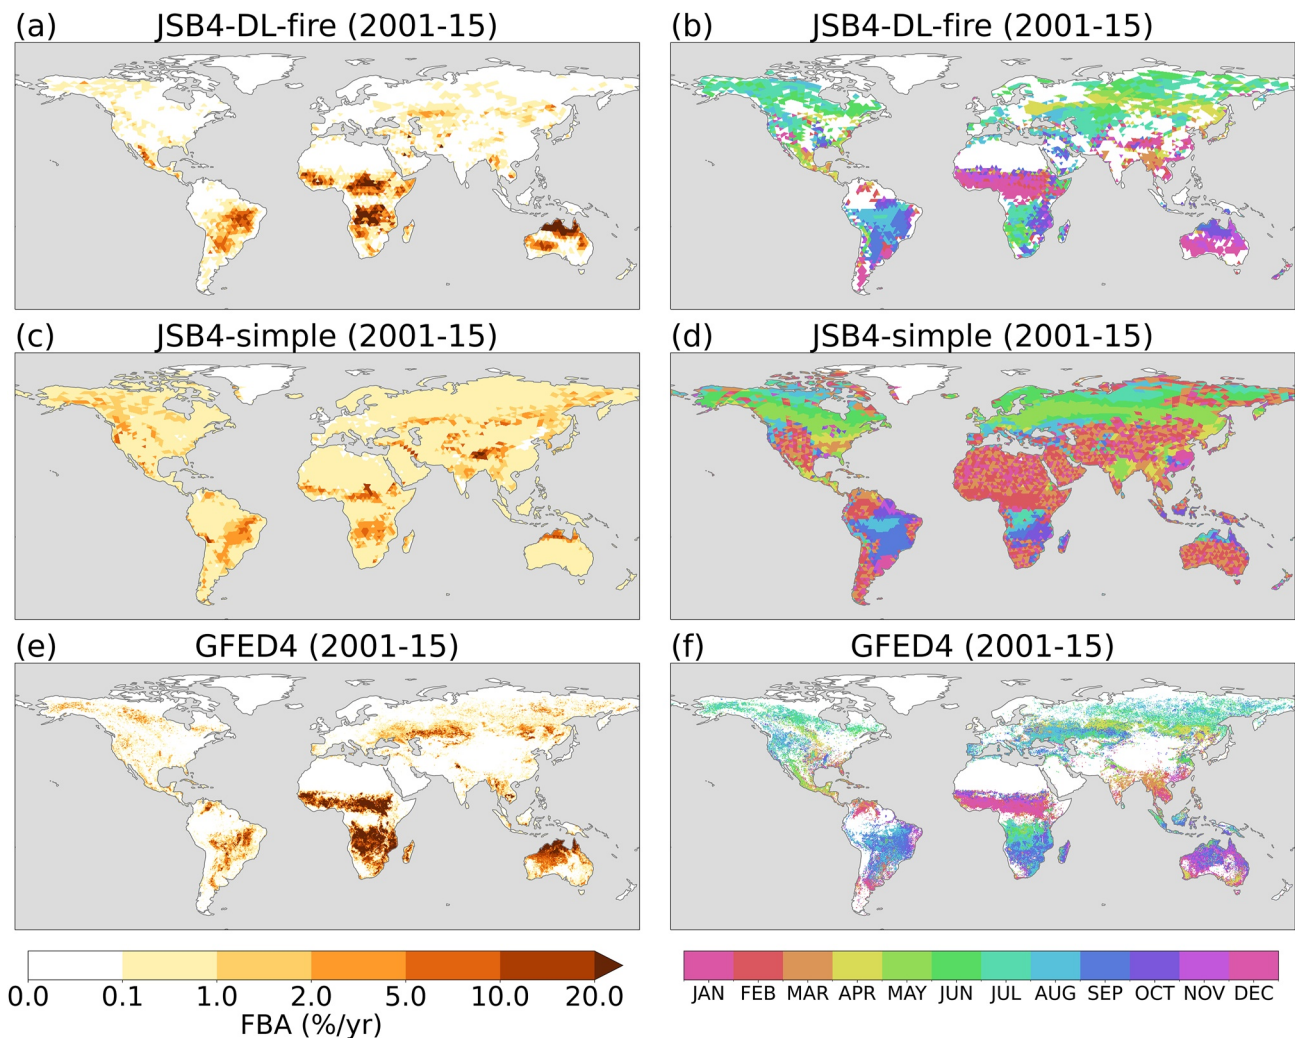 (a) JSB4-DL-fire (2001-15)
(b) JSB4-DL-fire (2001-15)
(c) JSB4-simple (2001-15)
(d) JSB4-simple (2001-15)
(e) GFED4 (2001-15)
(f) GFED4 (2001-15)
0.0 0.1 1.0 2.0 5.0 10.0 20.0
FBA (%/yr)
JAN FEB MAR APR MAY JUN JUL AUG SEP OCT NOV DEC